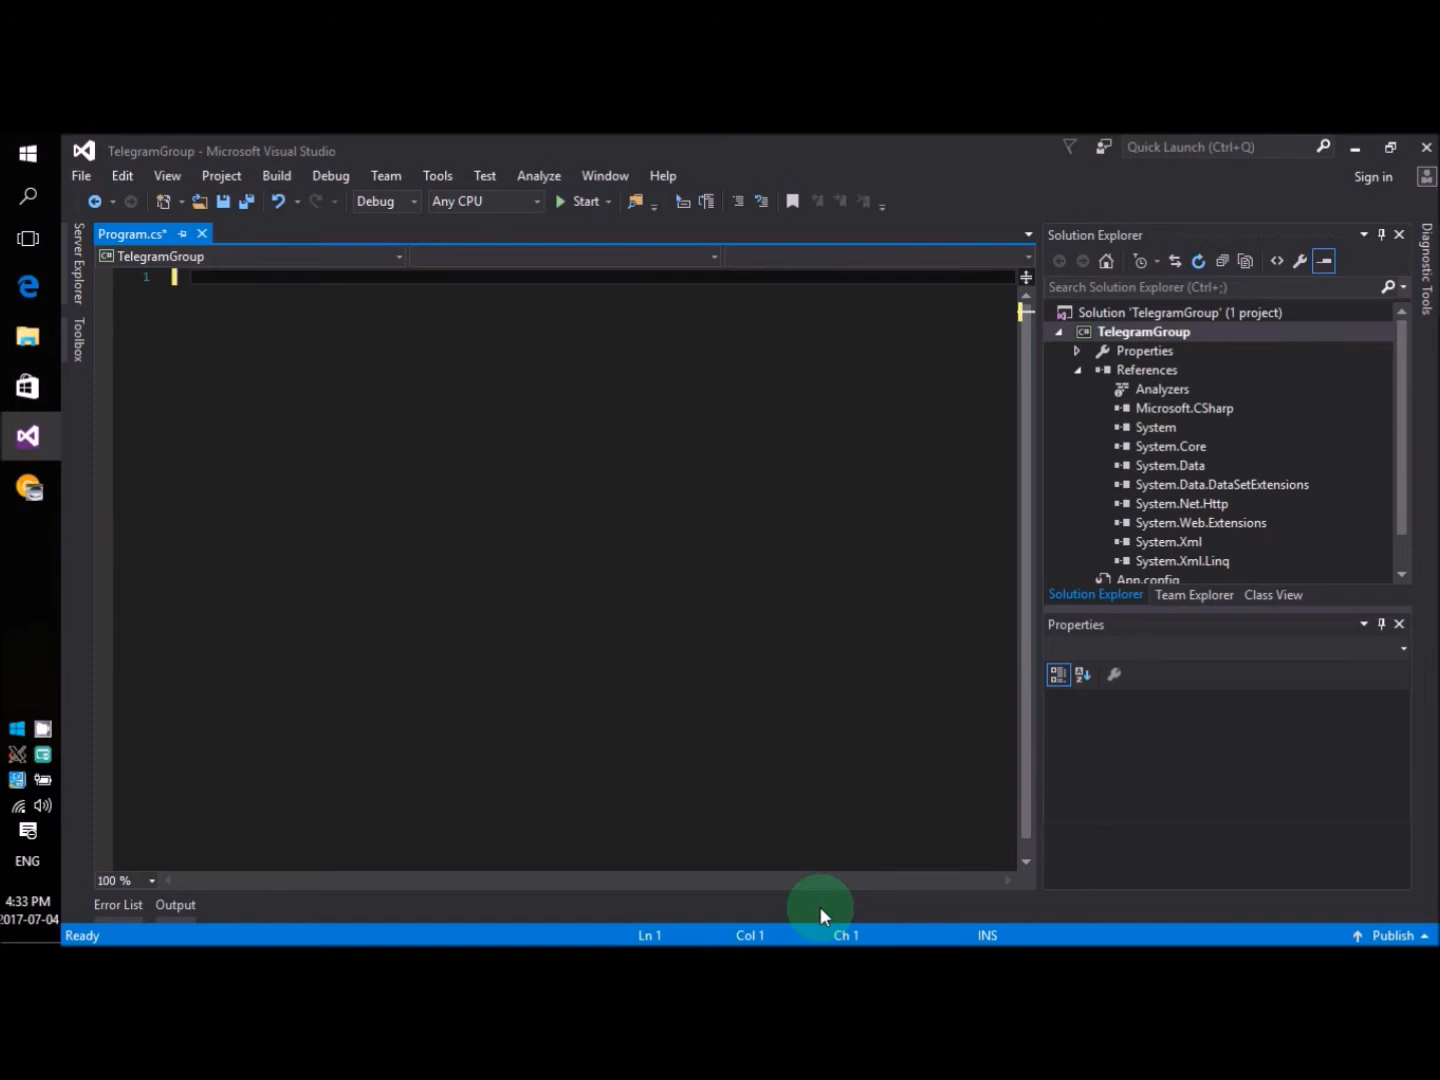 TelegramGroup - Microsoft Visual Studio
Quick Launch (Ctrl+Q)
File Edit View Project Build Debug Team Tools Test Analyze Window Help
Sign in
Debug Any CPU Start
Server Explorer
Toolbox
Program.cs*
TelegramGroup
1
100 %
Error List Output
Solution Explorer
Search Solution Explorer (Ctrl+;)
Solution 'TelegramGroup' (1 project)
TelegramGroup
Properties
References
Analyzers
Microsoft.CSharp
System
System.Core
System.Data
System.Data.DataSetExtensions
System.Net.Http
System.Web.Extensions
System.Xml
System.Xml.Linq
App.config
Solution Explorer Team Explorer Class View
Properties
Diagnostic Tools
ENG
4:33 PM
2017-07-04
Ready Ln 1 Col 1 Ch 1 INS Publish